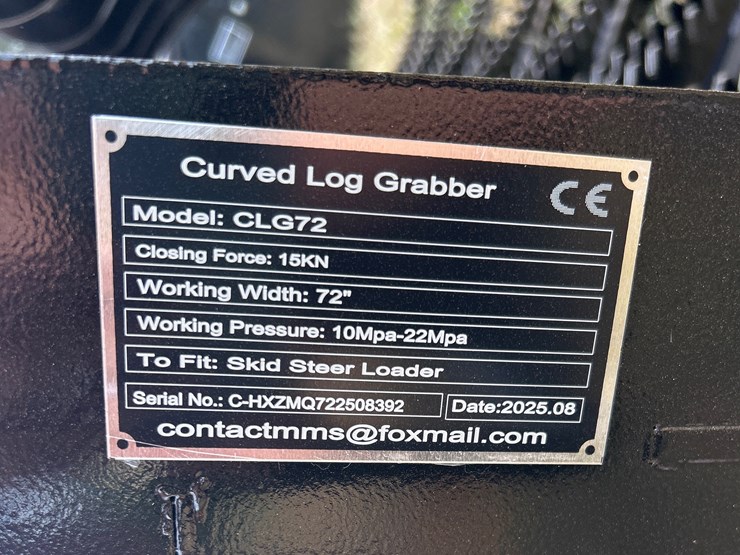 Curved Log Grabber CE
Model: CLG72
Closing Force: 15KN
Working Width: 72"
Working Pressure: 10Mpa-22Mpa
To Fit: Skid Steer Loader
Serial No.: C-HXZMQ722508392 Date:2025.08
contactmms@foxmail.com